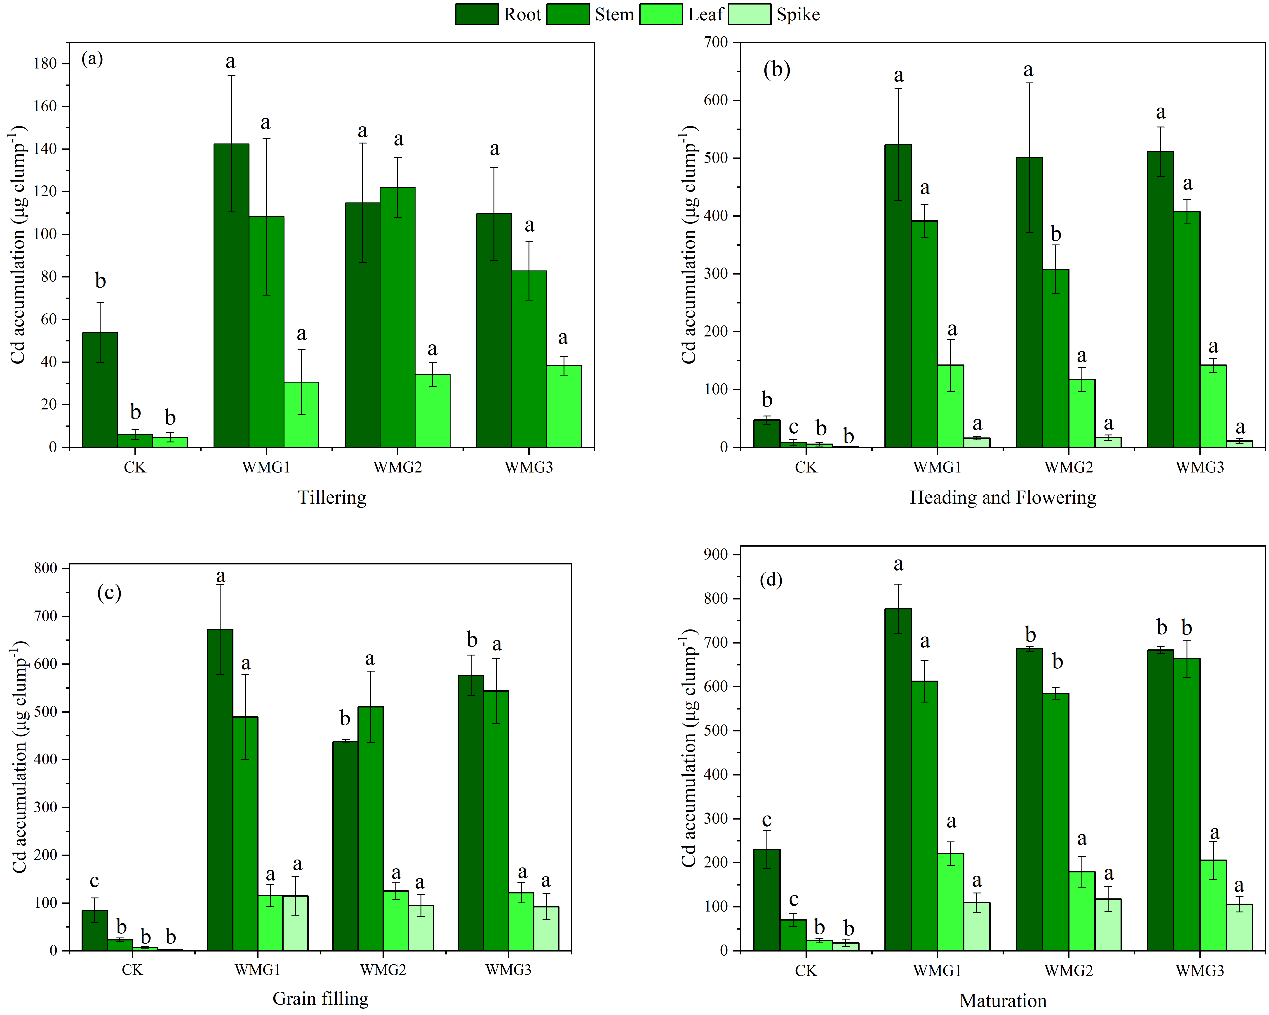 Root Stem Leaf Spike
(a)
Cd accumulation (µg clump⁻¹)
180
160
140
120
100
80
60
40
20
0
b b b
a a a
a a a
a a a
CK WMG1 WMG2 WMG3
Tillering
(b)
Cd accumulation (µg clump⁻¹)
700
600
500
400
300
200
100
0
b c b b
a a a a
a b a a
a a a a
CK WMG1 WMG2 WMG3
Heading and Flowering
(c)
Cd accumulation (µg clump⁻¹)
800
700
600
500
400
300
200
100
0
c b b b
a a a a
b a a a
b a a a
CK WMG1 WMG2 WMG3
Grain filling
(d)
Cd accumulation (µg clump⁻¹)
900
800
700
600
500
400
300
200
100
0
c c b b
a a a a
b b a a
b b a a
CK WMG1 WMG2 WMG3
Maturation